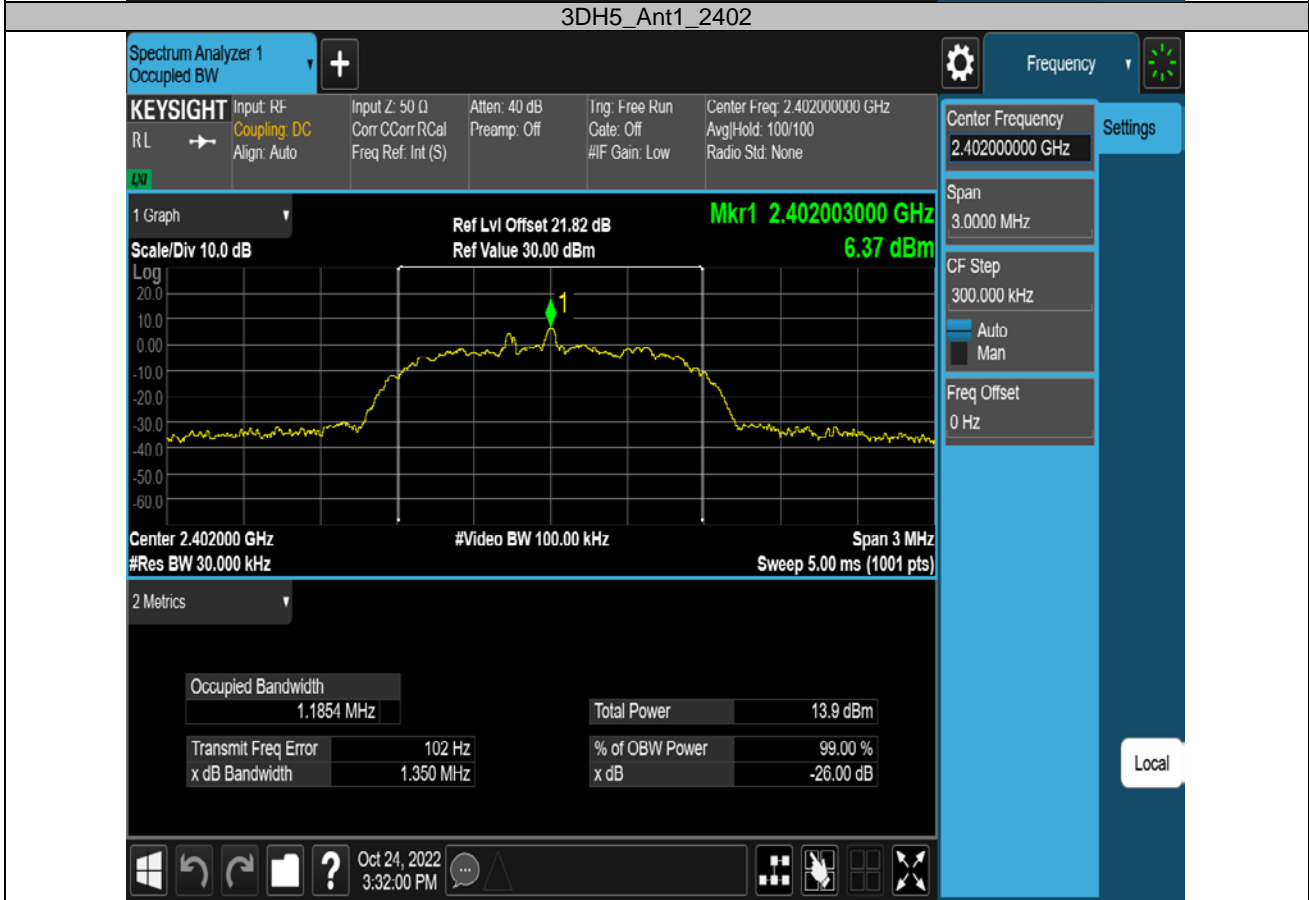 3DH5_Ant1_2402
Spectrum Analyzer 1
Occupied BW
Frequency
KEYSIGHT
RL
LXI
Input: RF
Coupling: DC
Align: Auto
Input Z: 50 Ω
Corr CCorr RCal
Freq Ref: Int (S)
Atten: 40 dB
Preamp: Off
Trig: Free Run
Gate: Off
#IF Gain: Low
Center Freq: 2.402000000 GHz
Avg|Hold: 100/100
Radio Std: None
Center Frequency
2.402000000 GHz
Settings
Span
3.0000 MHz
CF Step
300.000 kHz
Auto
Man
Freq Offset
0 Hz
Local
1 Graph
Scale/Div 10.0 dB
Ref Lvl Offset 21.82 dB
Ref Value 30.00 dBm
Mkr1 2.402003000 GHz
6.37 dBm
Log
20.0
10.0
0.00
-10.0
-20.0
-30.0
-40.0
-50.0
-60.0
1
Center 2.402000 GHz
#Res BW 30.000 kHz
#Video BW 100.00 kHz
Span 3 MHz
Sweep 5.00 ms (1001 pts)
2 Metrics
Occupied Bandwidth
1.1854 MHz
Total Power 13.9 dBm
Transmit Freq Error 102 Hz
% of OBW Power 99.00 %
x dB Bandwidth 1.350 MHz
x dB -26.00 dB
Oct 24, 2022
3:32:00 PM